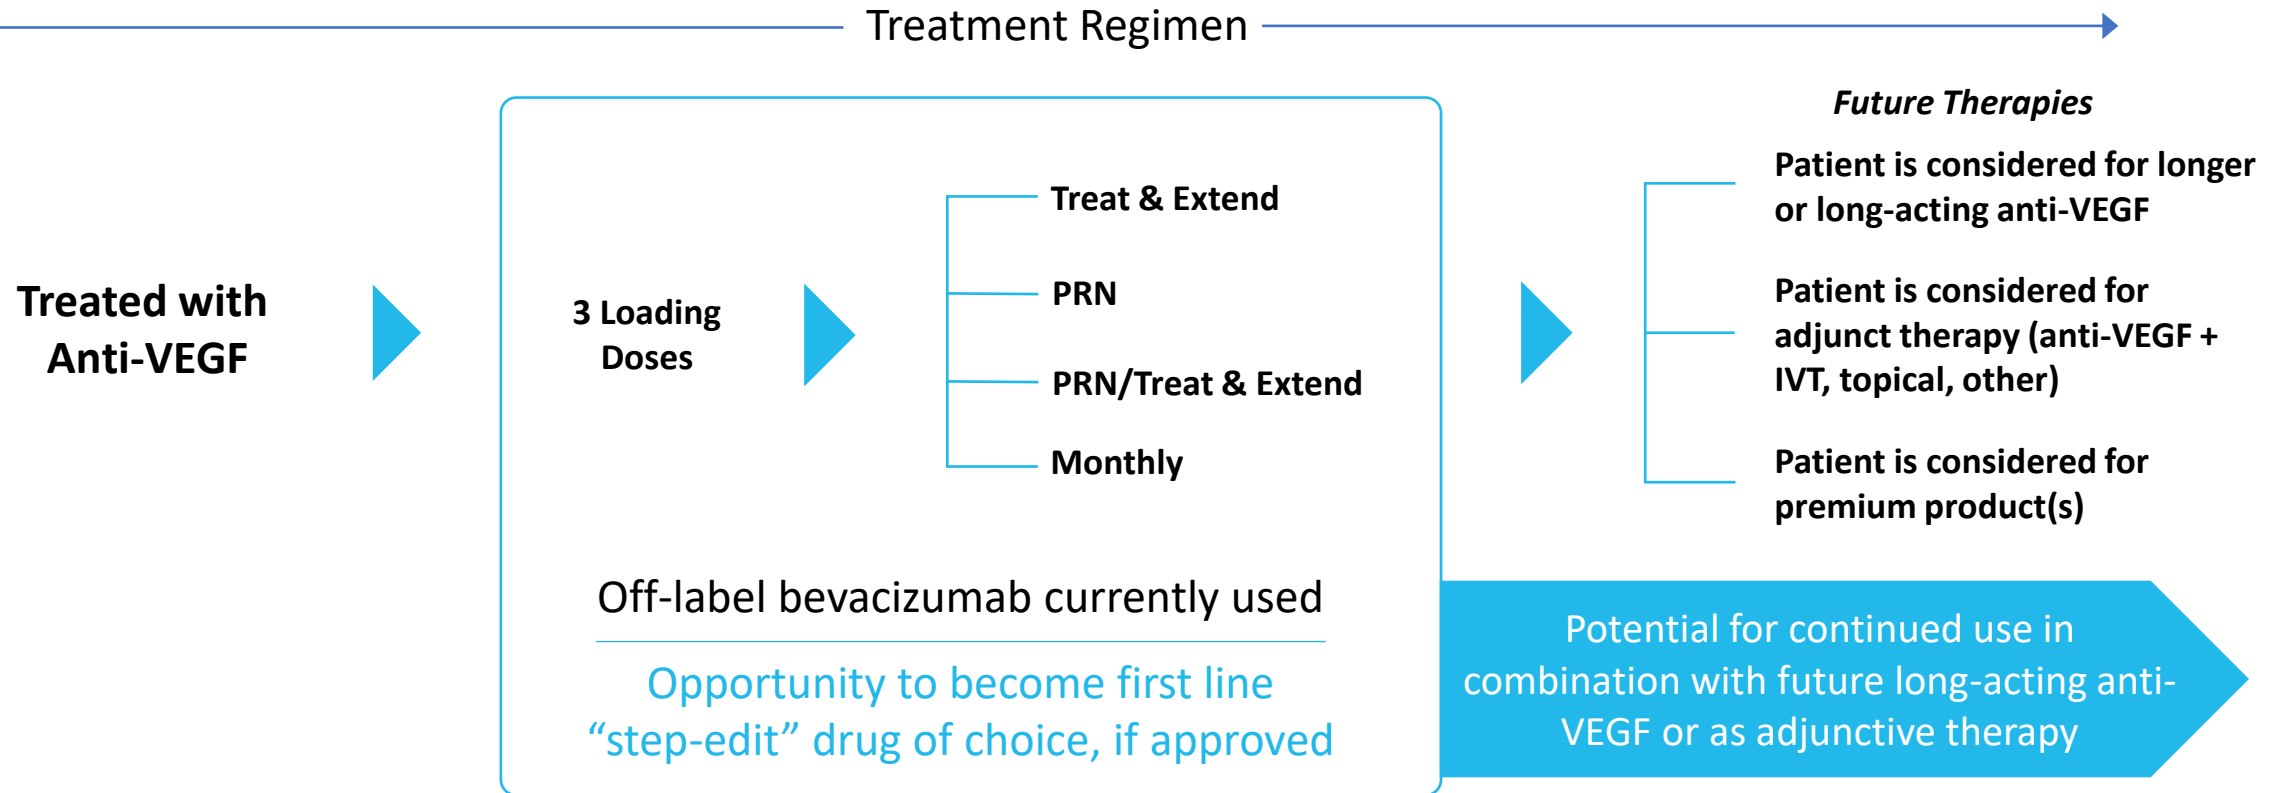 Treatment Regimen
Treated with
Anti-VEGF
3 Loading
Doses
Treat & Extend
PRN
PRN/Treat & Extend
Monthly
Off-label bevacizumab currently used
Opportunity to become first line
“step-edit” drug of choice, if approved
Future Therapies
Patient is considered for longer
or long-acting anti-VEGF
Patient is considered for
adjunct therapy (anti-VEGF +
IVT, topical, other)
Patient is considered for
premium product(s)
Potential for continued use in
combination with future long-acting anti-
VEGF or as adjunctive therapy